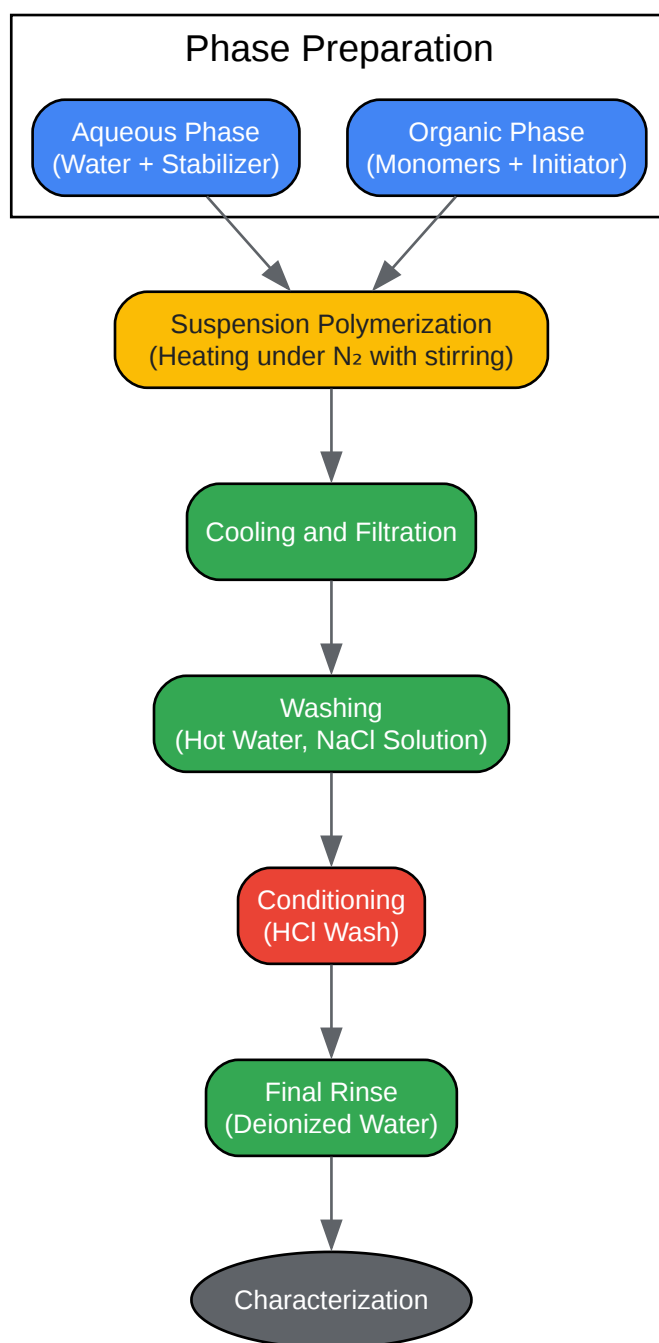 Phase Preparation
Aqueous Phase
(Water + Stabilizer)
Organic Phase
(Monomers + Initiator)
Suspension Polymerization
(Heating under N₂ with stirring)
Cooling and Filtration
Washing
(Hot Water, NaCl Solution)
Conditioning
(HCl Wash)
Final Rinse
(Deionized Water)
Characterization